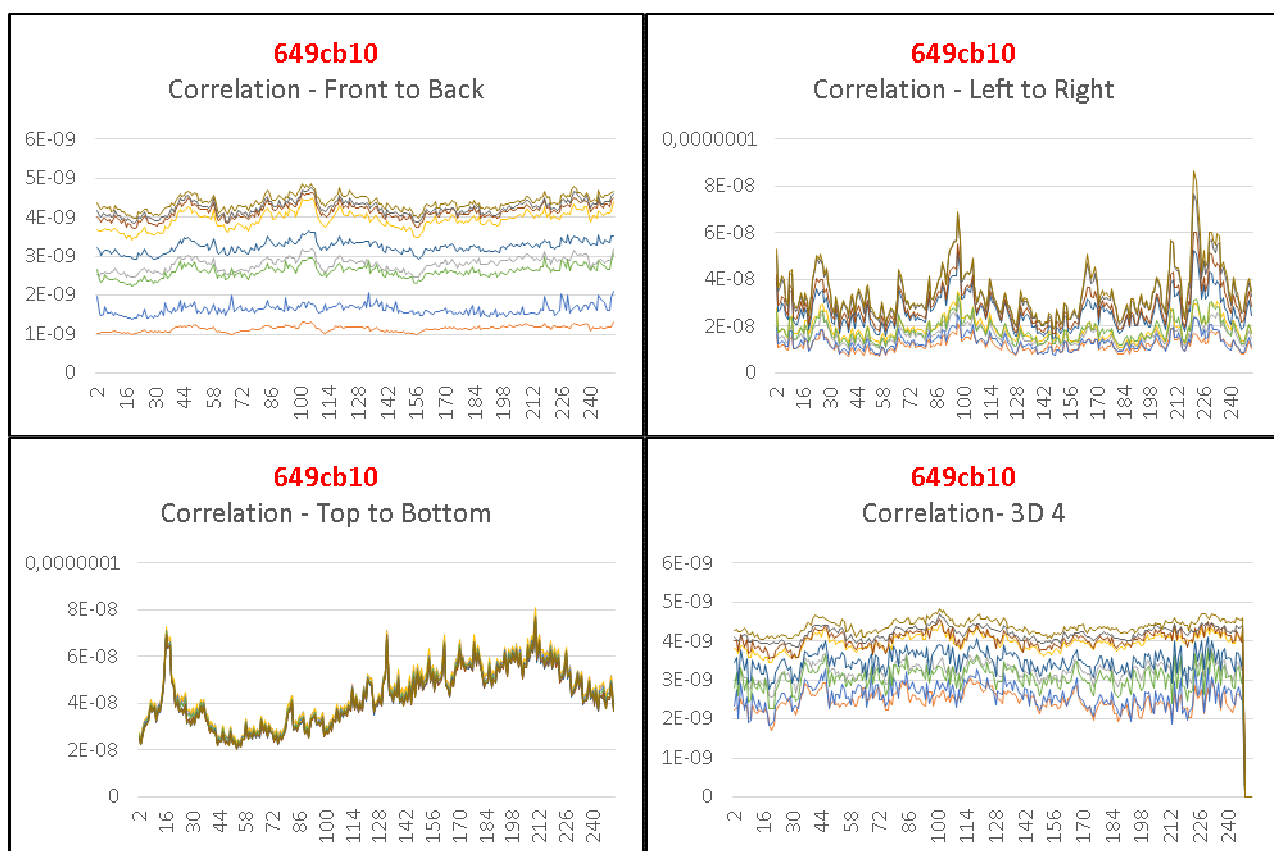 649cb10
Correlation - Front to Back
6E-09
5E-09
4E-09
3E-09
2E-09
1E-09
0
2 16 30 44 58 72 86 100 114 128 142 156 170 184 198 212 226 240
649cb10
Correlation - Left to Right
0,0000001
8E-08
6E-08
4E-08
2E-08
0
2 16 30 44 58 72 86 100 114 128 142 156 170 184 198 212 226 240
649cb10
Correlation - Top to Bottom
0,0000001
8E-08
6E-08
4E-08
2E-08
0
2 16 30 44 58 72 86 100 114 128 142 156 170 184 198 212 226 240
649cb10
Correlation- 3D 4
6E-09
5E-09
4E-09
3E-09
2E-09
1E-09
0
2 16 30 44 58 72 86 100 114 128 142 156 170 184 198 212 226 240